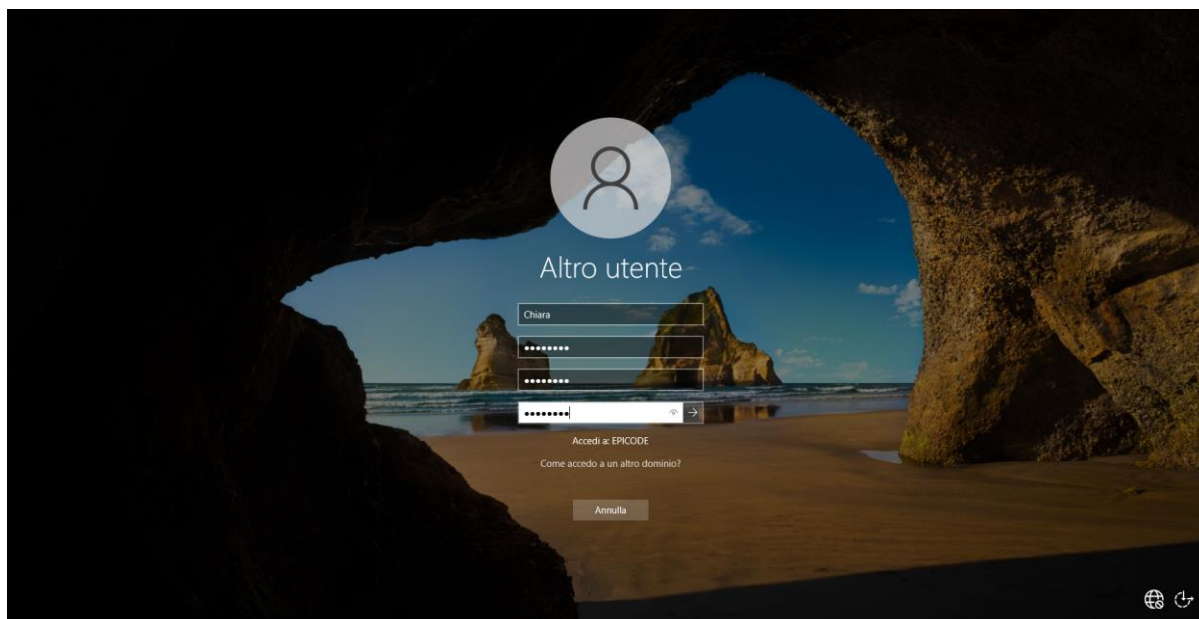 Altro utente
Chiara
••••••••
••••••••
••••••••
Accedi a: EPICODE
Come accedo a un altro dominio?
Annulla